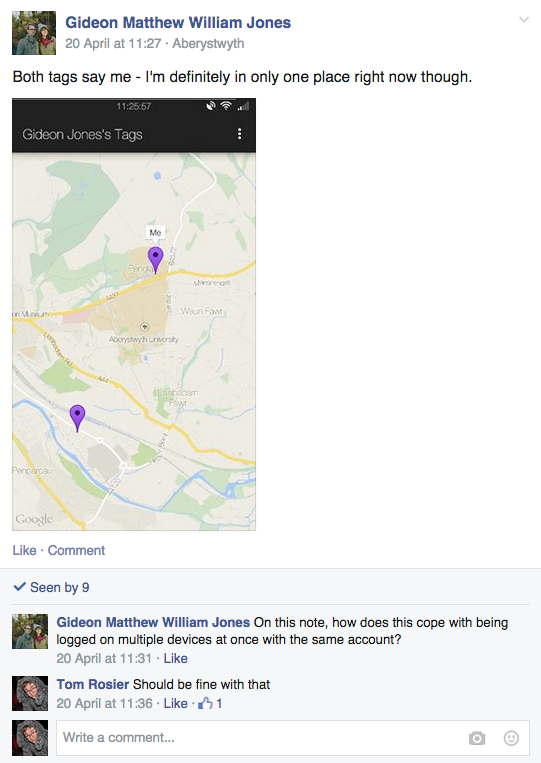 Gideon Matthew William Jones
20 April at 11:27 · Aberystwyth
Both tags say me - I'm definitely in only one place right now though.
11:25:57
Gideon Jones's Tags
Me
Penglais
Waun Fawr
Aberystwyth University
Llanbadarn
Fawr
A44
Penparcau
Google
Like · Comment
Seen by 9
Gideon Matthew William Jones On this note, how does this cope with being
logged on multiple devices at once with the same account?
20 April at 11:31 · Like
Tom Rosier Should be fine with that
20 April at 11:36 · Like · 1
Write a comment...